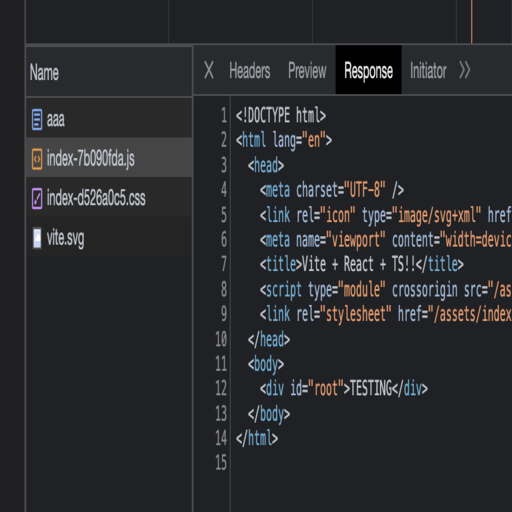 Name
aaa
index-7b090fda.js
index-d526a0c5.css
vite.svg
Headers Preview Response Initiator
1 <!DOCTYPE html>
2 <html lang="en">
3 <head>
4 <meta charset="UTF-8" />
5 <link rel="icon" type="image/svg+xml" href
6 <meta name="viewport" content="width=devic
7 <title>Vite + React + TS!!</title>
8 <script type="module" crossorigin src="/as
9 <link rel="stylesheet" href="/assets/index
10 </head>
11 <body>
12 <div id="root">TESTING</div>
13 </body>
14 </html>
15